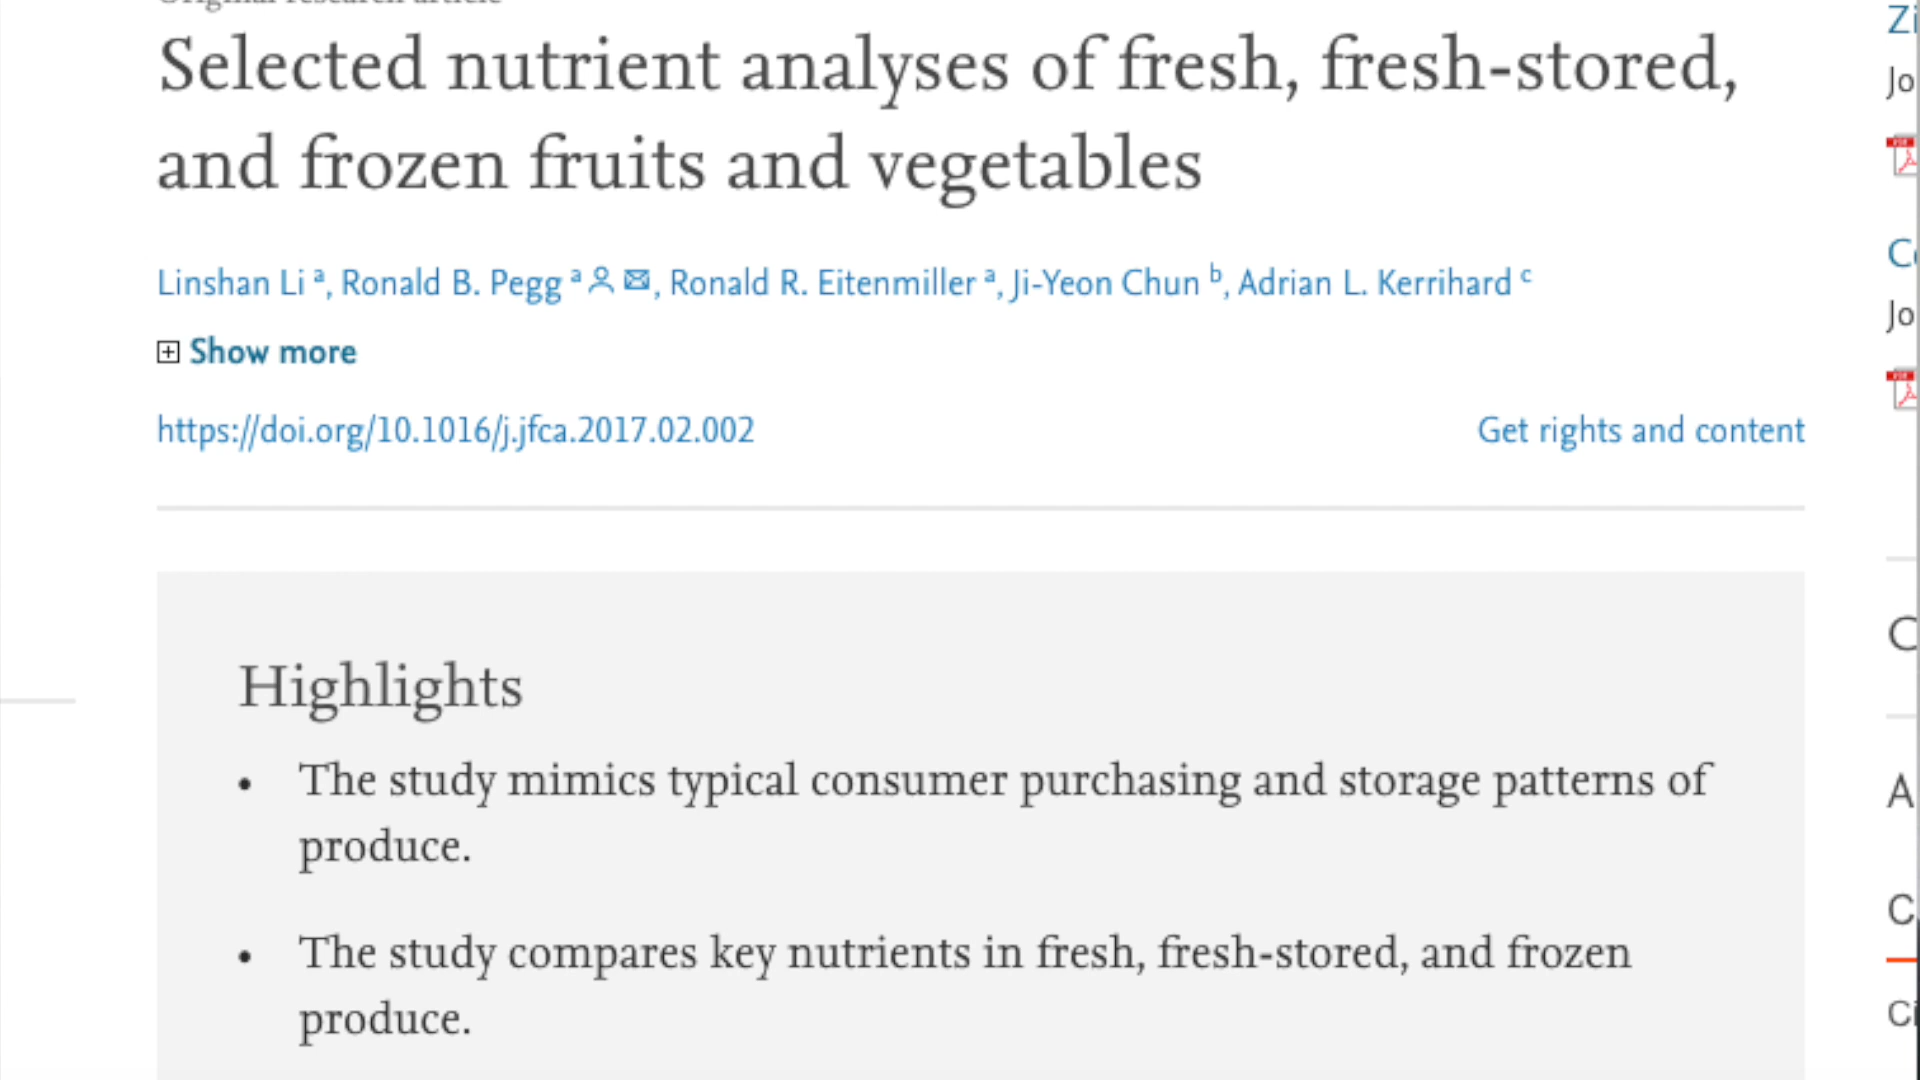 Original research article
Selected nutrient analyses of fresh, fresh-stored,
and frozen fruits and vegetables
Linshan Li a, Ronald B. Pegg a, Ronald R. Eitenmiller a, Ji-Yeon Chun b, Adrian L. Kerrihard c
Show more
https://doi.org/10.1016/j.jfca.2017.02.002
Get rights and content
Highlights
• The study mimics typical consumer purchasing and storage patterns of
produce.
• The study compares key nutrients in fresh, fresh-stored, and frozen
produce.